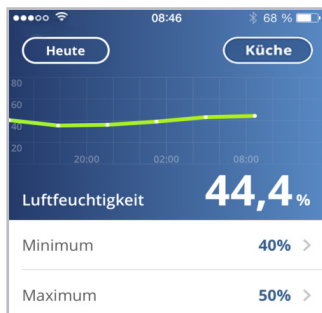 08:46
68 %
Heute
Küche
80
60
40
20
20:00 02:00 08:00
Luftfeuchtigkeit 44,4 %
Minimum 40%
Maximum 50%